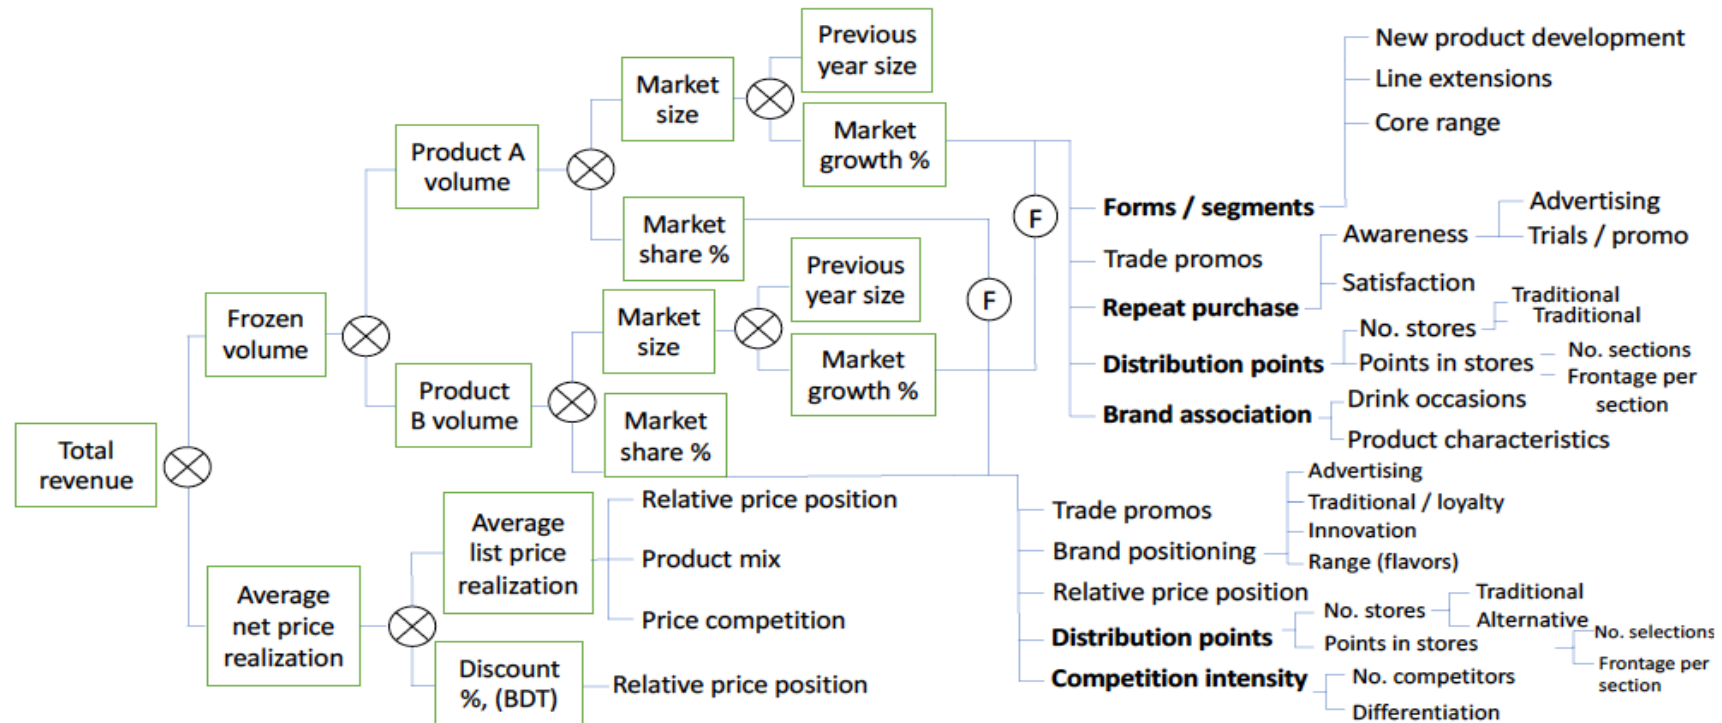 Total
revenue
Frozen
volume
Average
net price
realization
Product A
volume
Product
B volume
Average
list price
realization
Discount
%, (BDT)
Market
size
Market
share %
Market
size
Market
share %
Previous
year size
Market
growth %
Previous
year size
Market
growth %
F
F
Relative price position
Product mix
Price competition
Relative price position
Forms / segments
New product development
Line extensions
Core range
Trade promos
Repeat purchase
Awareness
Advertising
Trials / promo
Satisfaction
Distribution points
No. stores
Traditional
Traditional
Points in stores
No. sections
Frontage per
section
Brand association
Drink occasions
Product characteristics
Trade promos
Brand positioning
Advertising
Traditional / loyalty
Innovation
Range (flavors)
Relative price position
Distribution points
No. stores
Traditional
Alternative
Points in stores
No. selections
Frontage per
section
Competition intensity
No. competitors
Differentiation